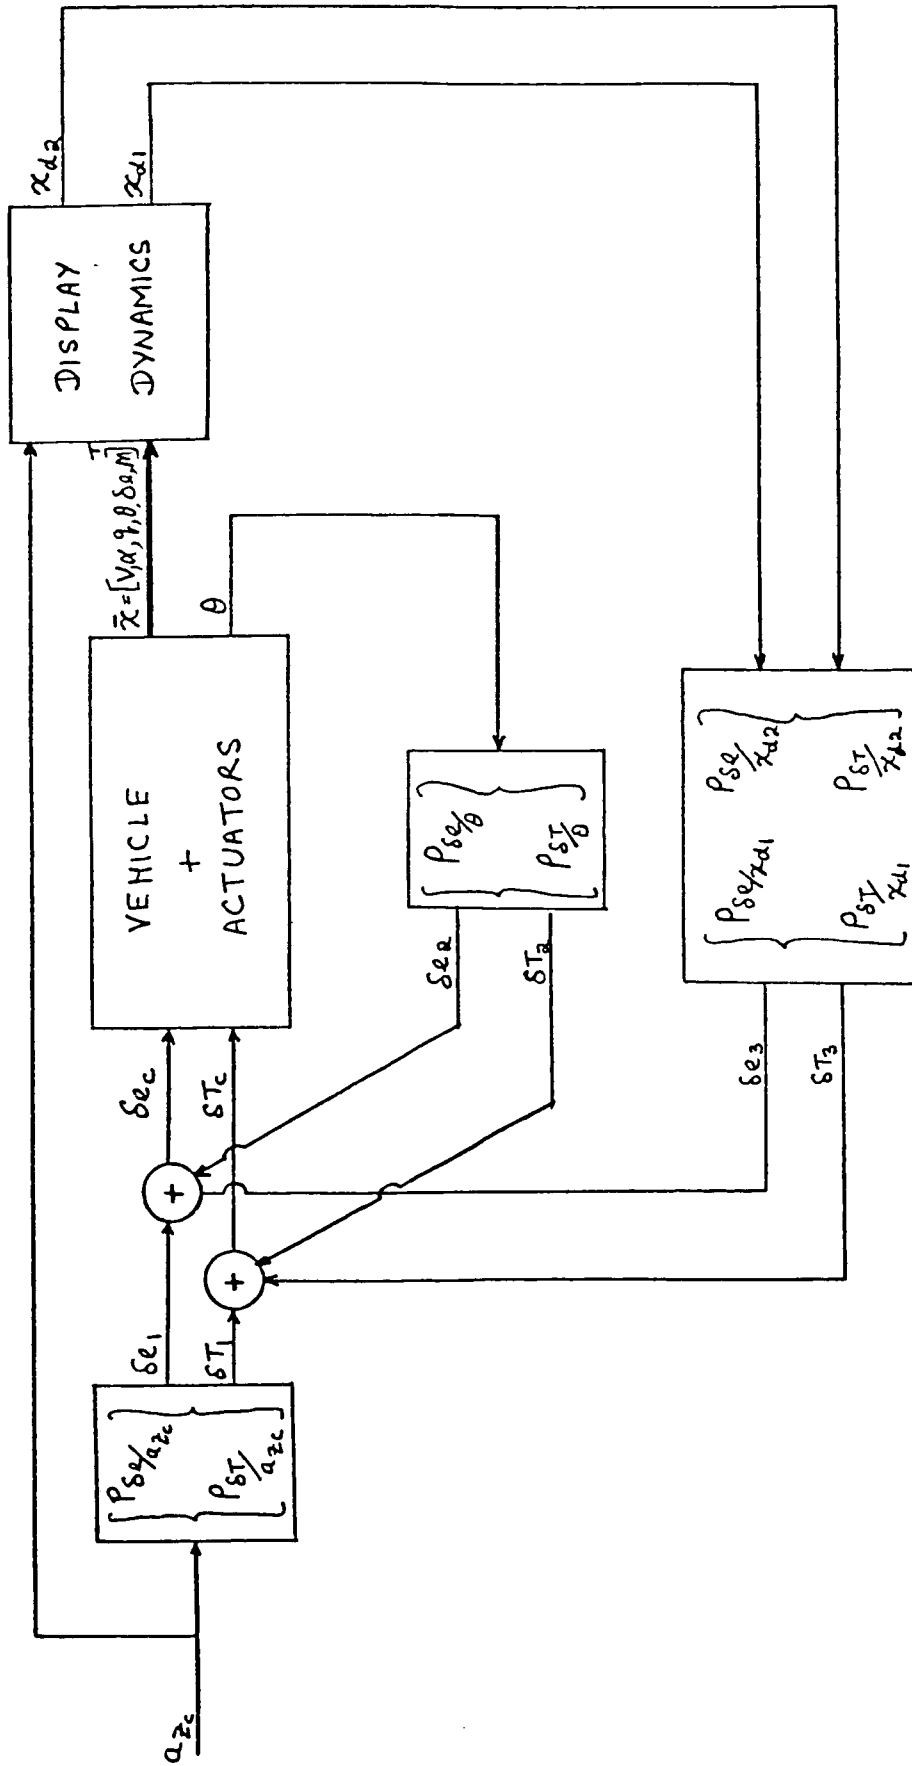 a_zc
P_δe/a_zc
P_δT/a_zc
δe₁
δT₁
+
+
δe_c
δT_c
VEHICLE
+
ACTUATORS
x̄=[V,α,q,θ,δe,M]ᵀ
θ
DISPLAY
DYNAMICS
x_d2
x_d1
P_δe/θ
P_δT/θ
δe₂
δT₂
P_δe/x_d1 P_δe/x_d2
P_δT/x_d1 P_δT/x_d2
δe₃
δT₃